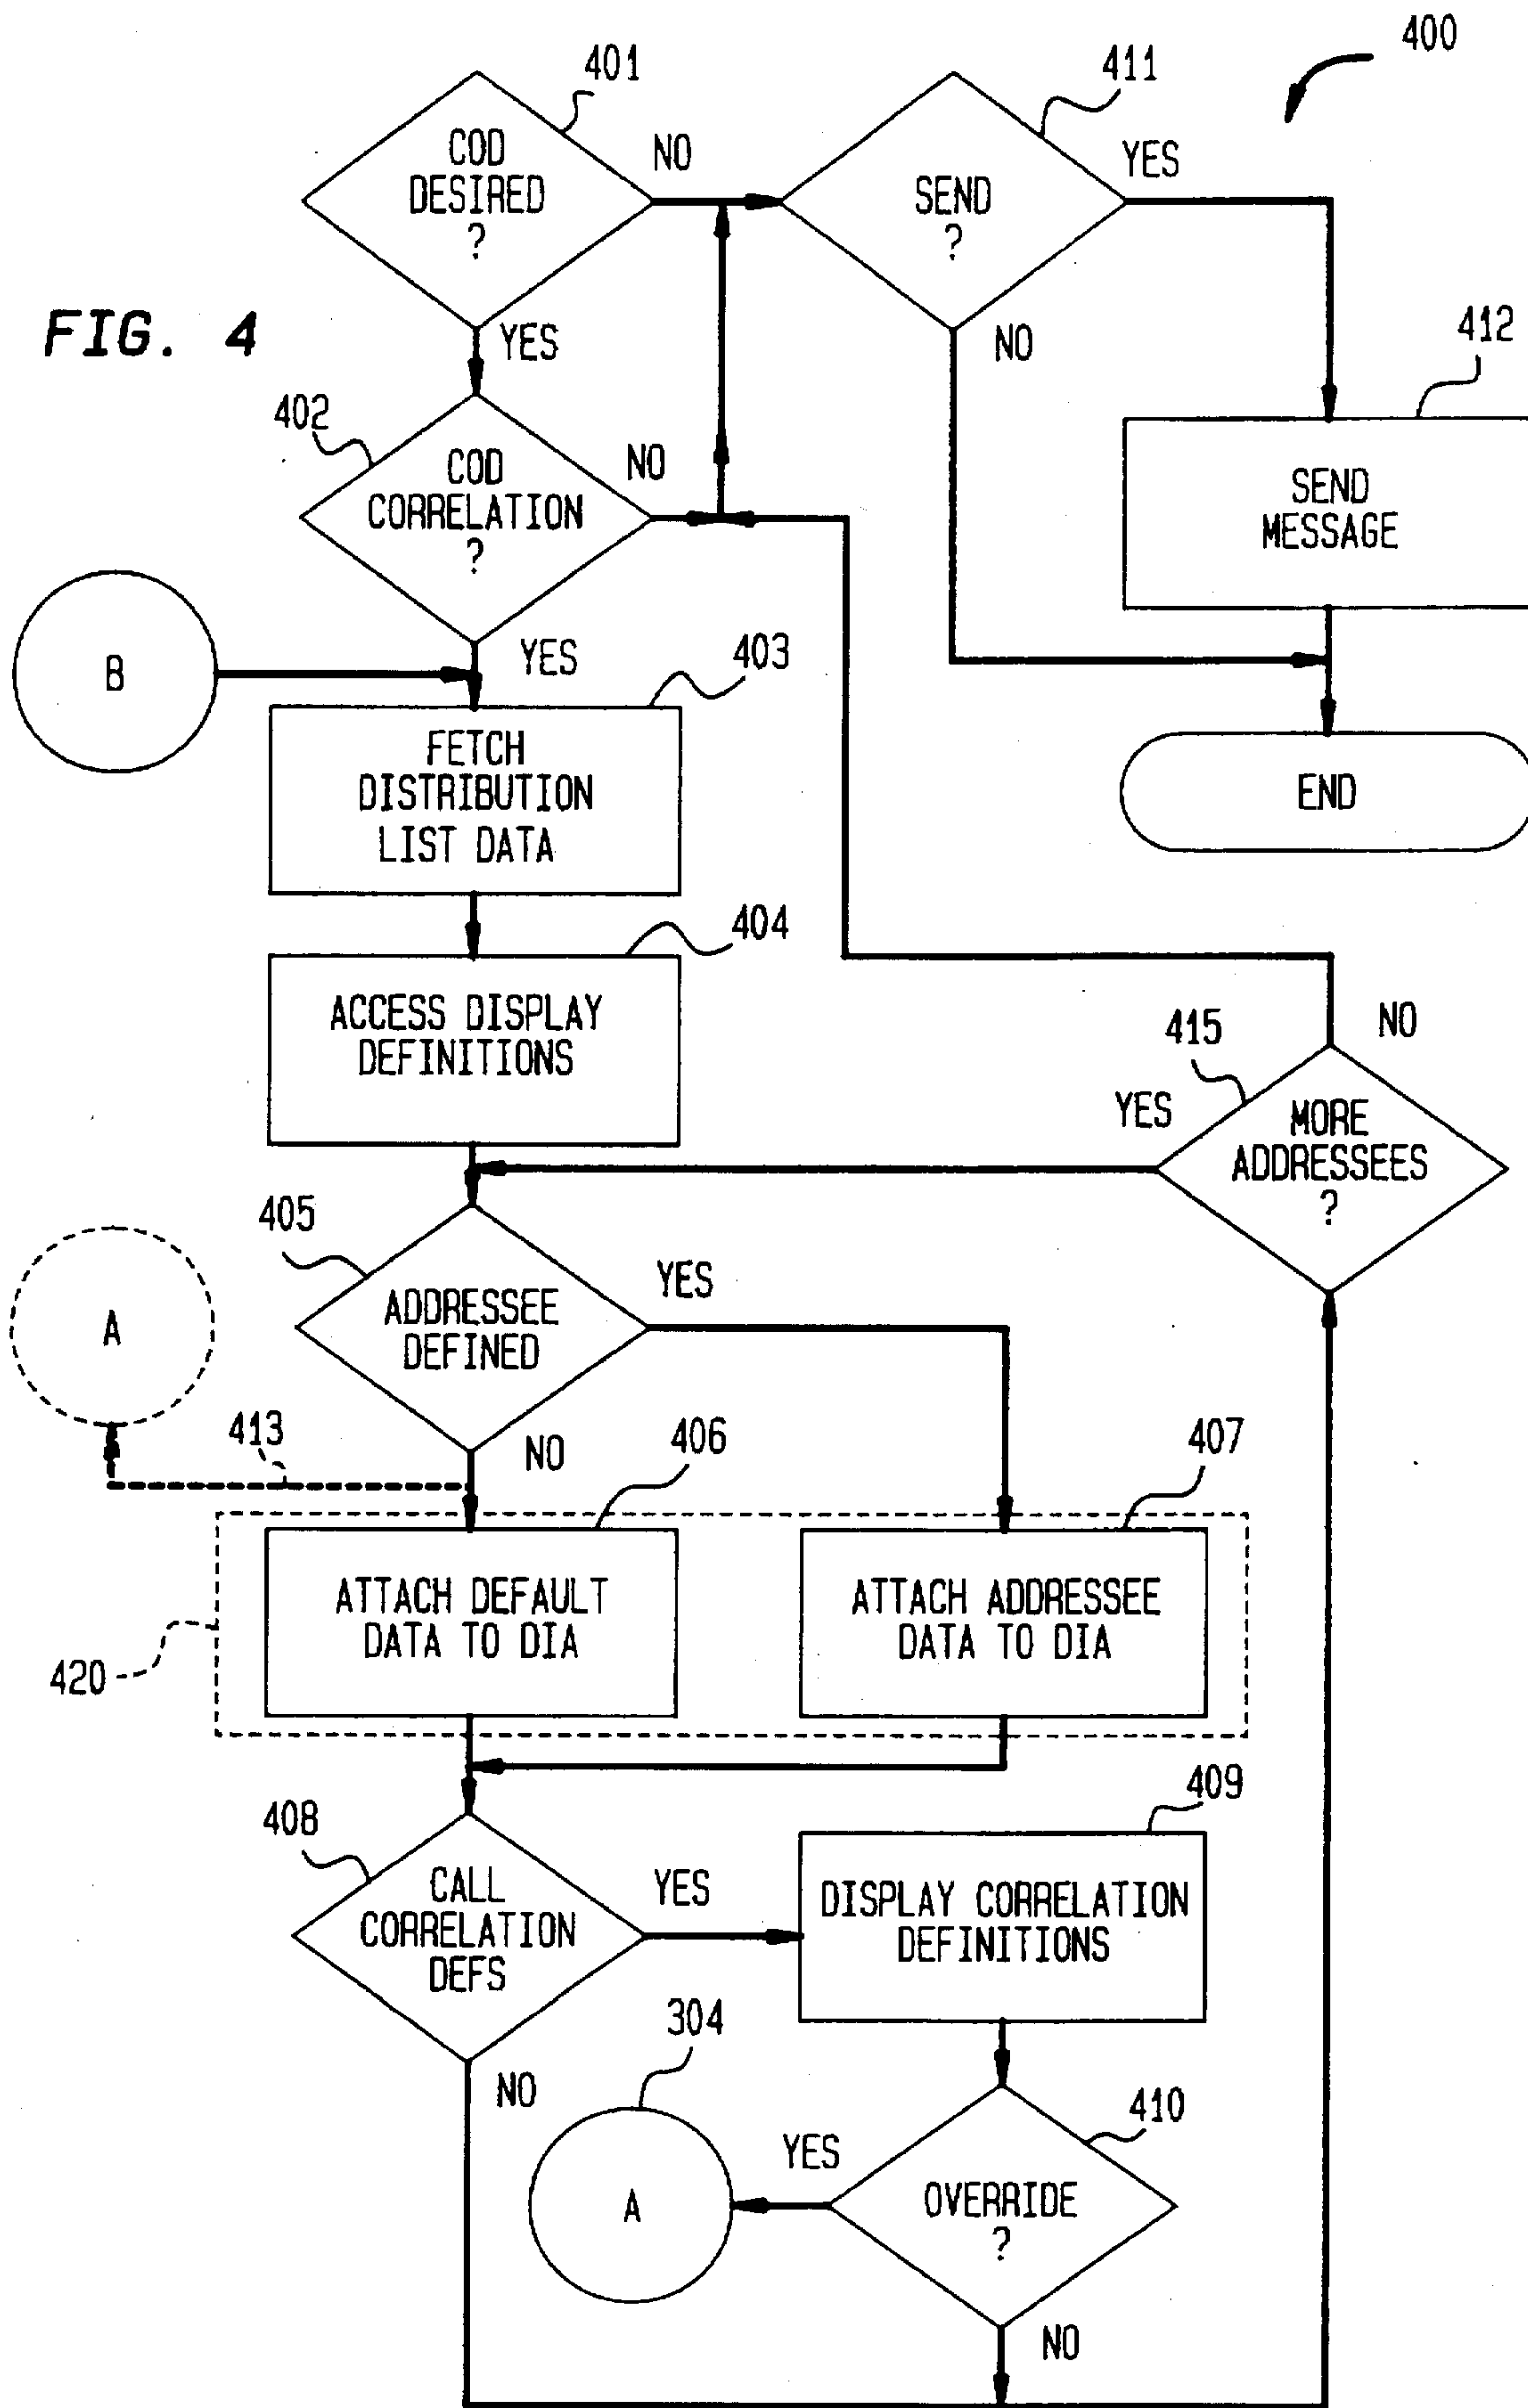 400
401
COD
DESIRED
?
NO
411
SEND
?
YES
FIG. 4
YES
NO
412
SEND
MESSAGE
402
COD
CORRELATION
?
NO
B
YES
403
FETCH
DISTRIBUTION
LIST DATA
END
404
ACCESS DISPLAY
DEFINITIONS
NO
415
YES
MORE
ADDRESSEES
?
405
ADDRESSEE
DEFINED
YES
A
413
NO
406
407
ATTACH DEFAULT
DATA TO DIA
ATTACH ADDRESSEE
DATA TO DIA
420
408
CALL
CORRELATION
DEFS
YES
409
DISPLAY CORRELATION
DEFINITIONS
304
NO
A
YES
410
OVERRIDE
?
NO